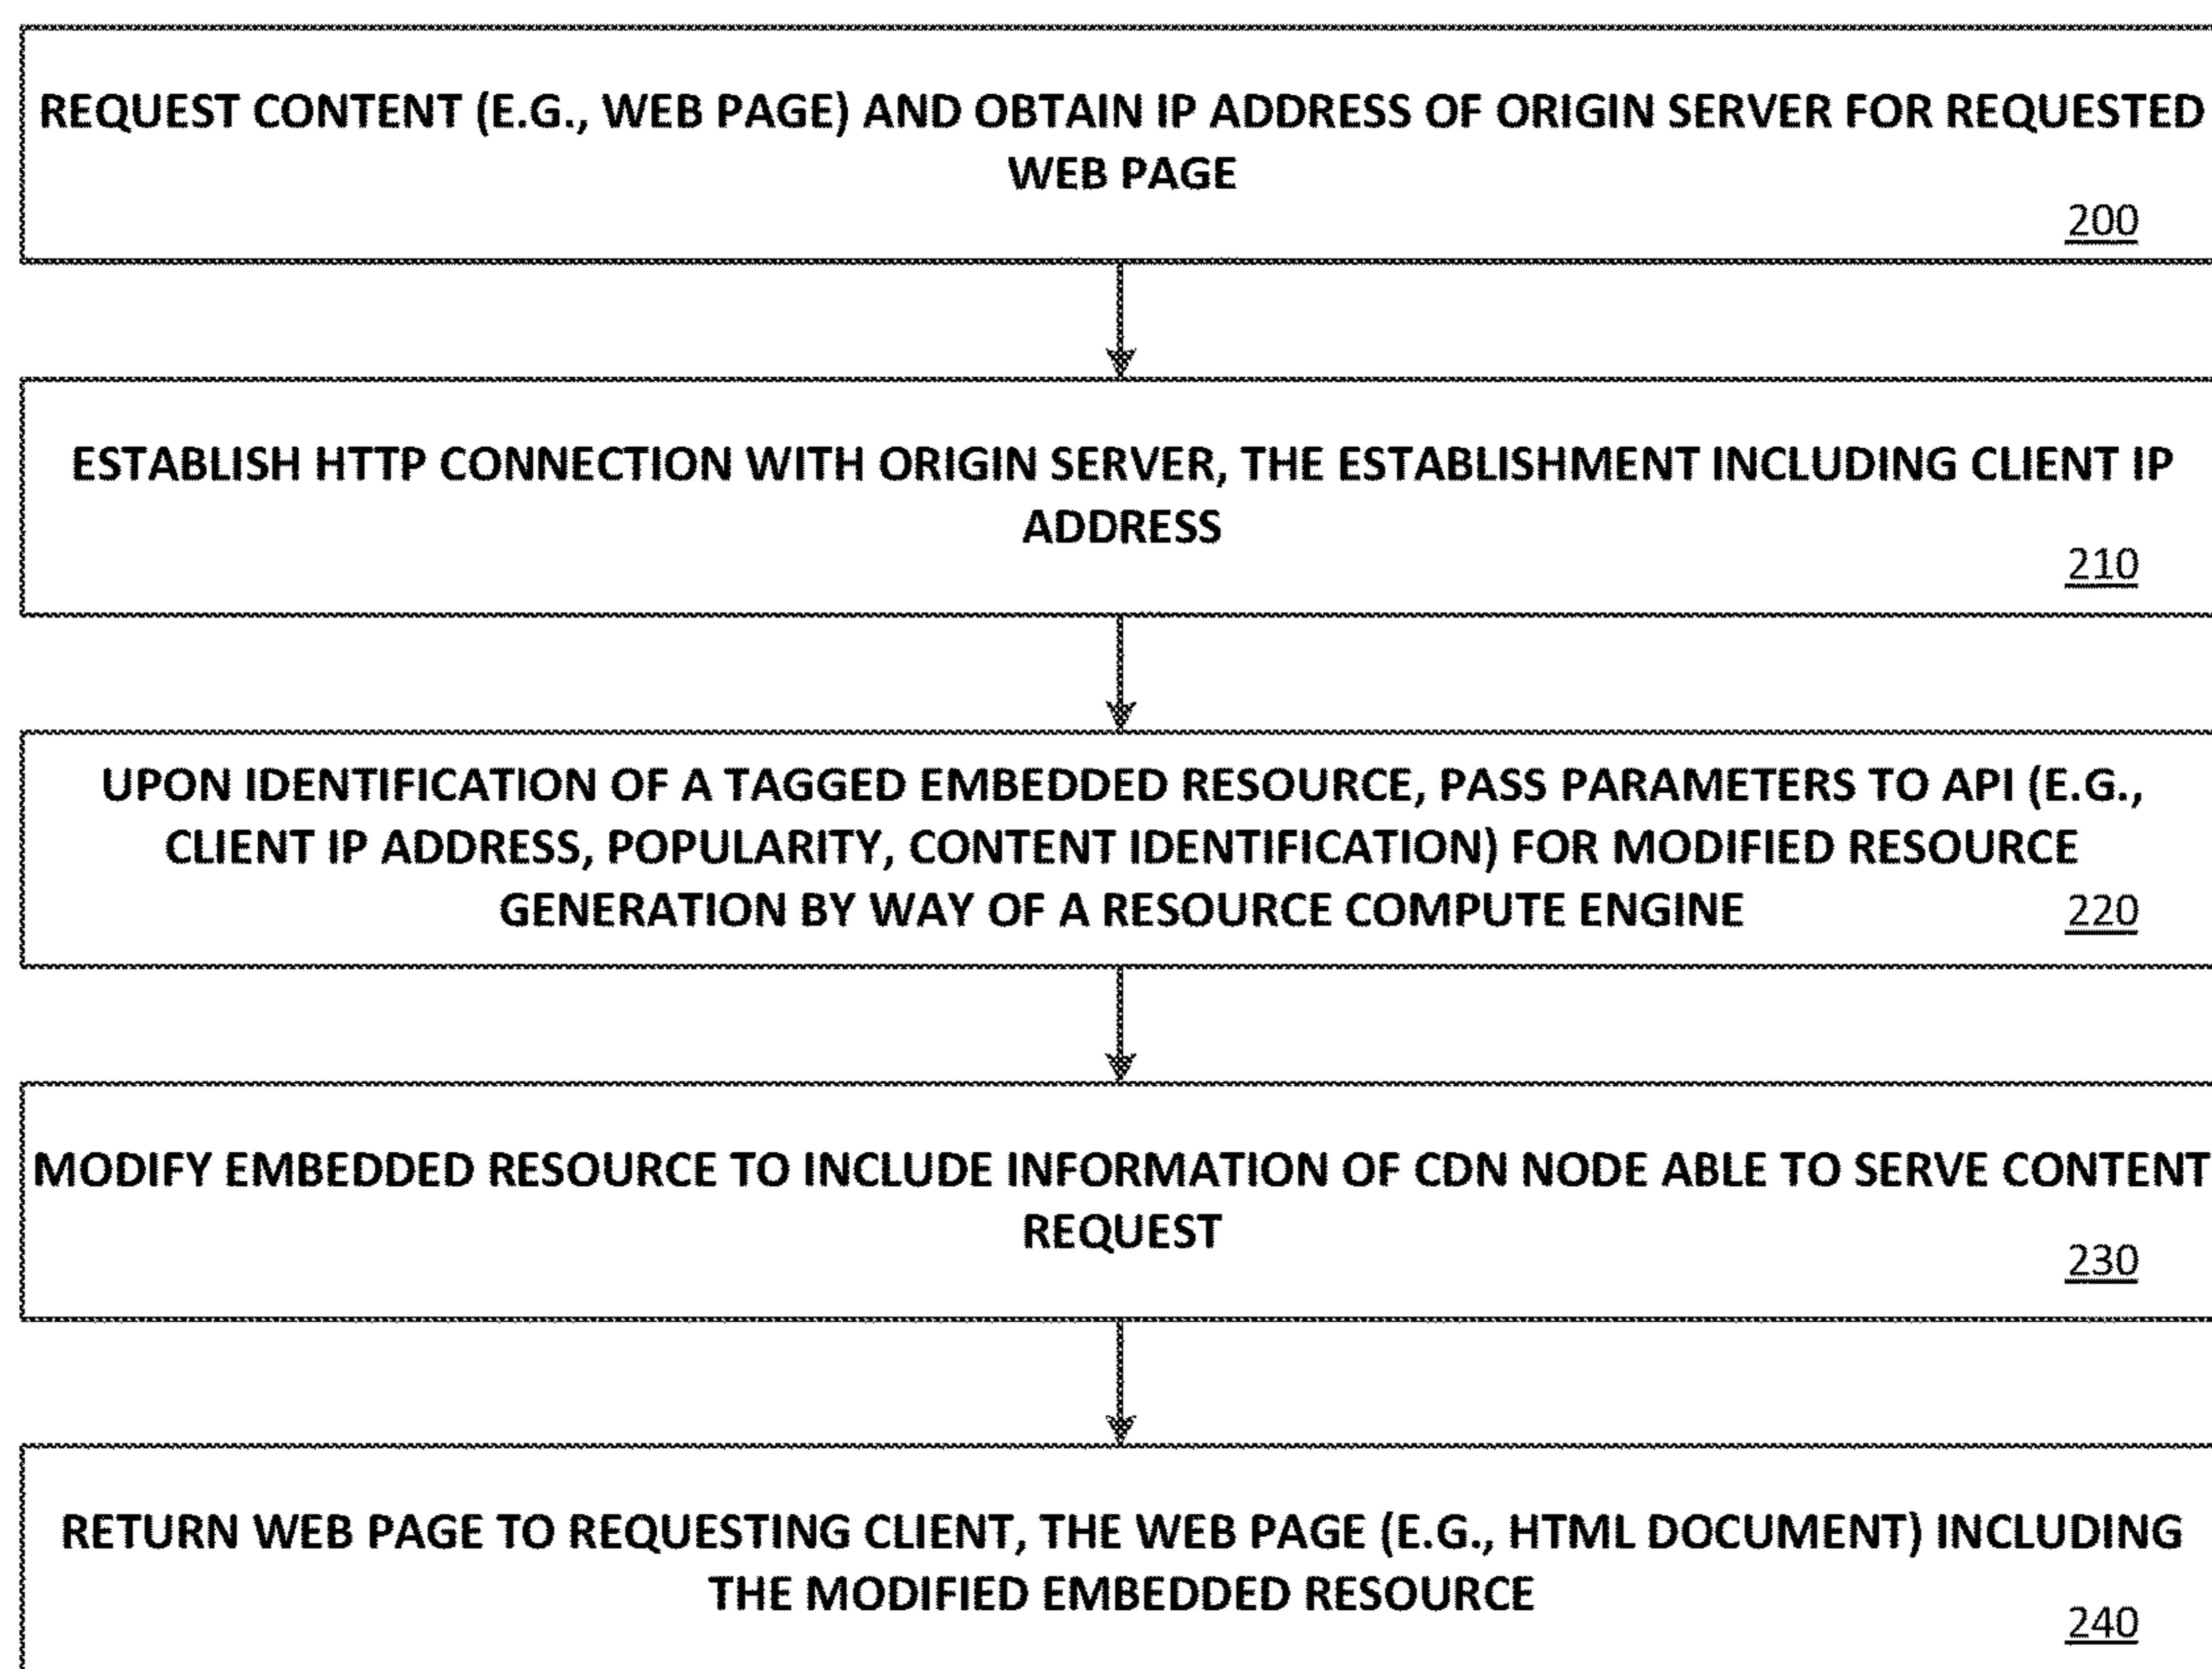 REQUEST CONTENT (E.G., WEB PAGE) AND OBTAIN IP ADDRESS OF ORIGIN SERVER FOR REQUESTED
WEB PAGE
200
ESTABLISH HTTP CONNECTION WITH ORIGIN SERVER, THE ESTABLISHMENT INCLUDING CLIENT IP
ADDRESS
210
UPON IDENTIFICATION OF A TAGGED EMBEDDED RESOURCE, PASS PARAMETERS TO API (E.G.,
CLIENT IP ADDRESS, POPULARITY, CONTENT IDENTIFICATION) FOR MODIFIED RESOURCE
GENERATION BY WAY OF A RESOURCE COMPUTE ENGINE 220
MODIFY EMBEDDED RESOURCE TO INCLUDE INFORMATION OF CDN NODE ABLE TO SERVE CONTENT
REQUEST
230
RETURN WEB PAGE TO REQUESTING CLIENT, THE WEB PAGE (E.G., HTML DOCUMENT) INCLUDING
THE MODIFIED EMBEDDED RESOURCE
240